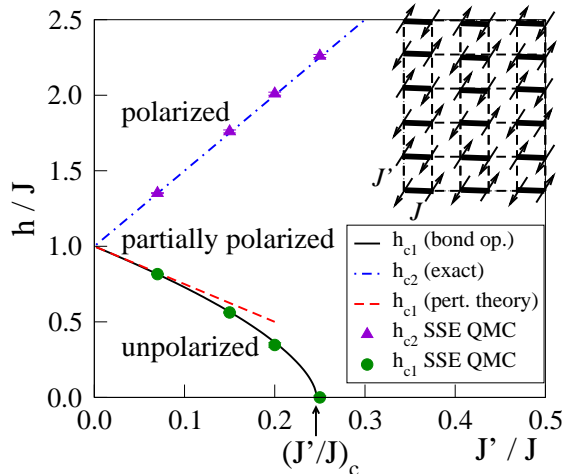 2.5
2.0
1.5
1.0
0.5
0.0
h / J
polarized
partially polarized
unpolarized
J'
J
h_c1 (bond op.)
h_c2 (exact)
h_c1 (pert. theory)
h_c2 SSE QMC
h_c1 SSE QMC
0.0 0.1 0.2 0.3 0.4 0.5
(J'/J)_c
J' / J